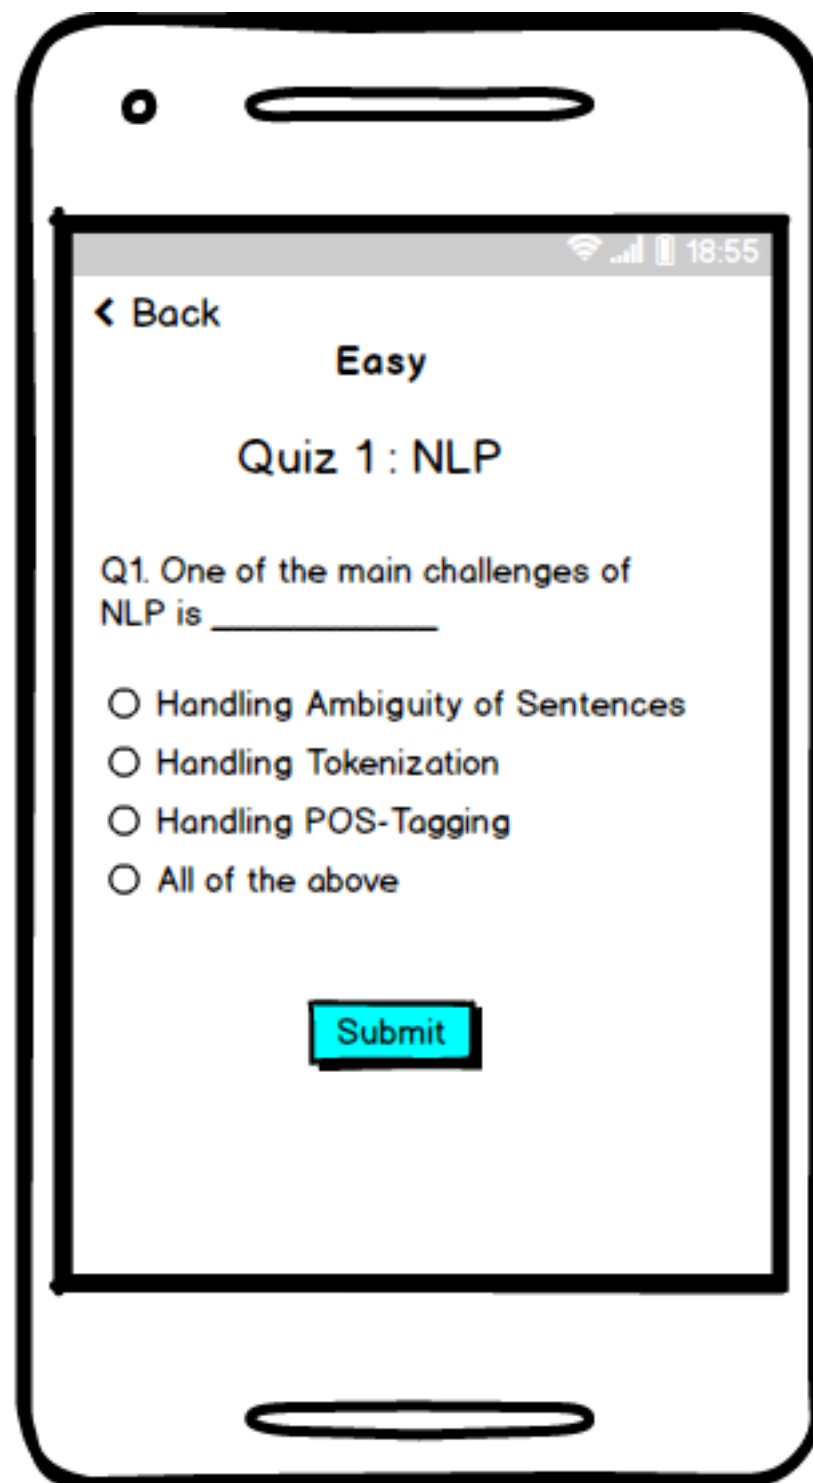 18:55
< Back
Easy
Quiz 1 : NLP
Q1. One of the main challenges of
NLP is ____________
Handling Ambiguity of Sentences
Handling Tokenization
Handling POS-Tagging
All of the above
Submit